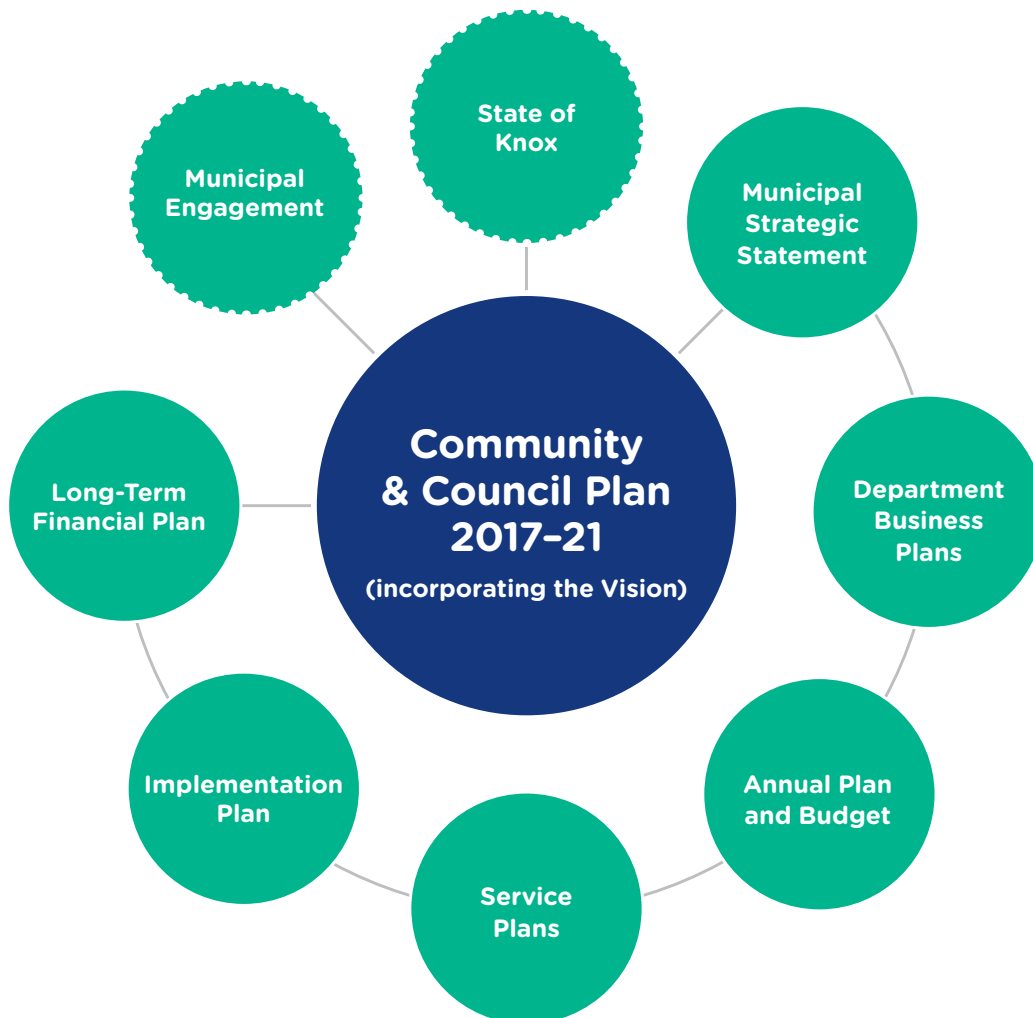 State of
Knox
Municipal
Engagement
Municipal
Strategic
Statement
Community
& Council Plan
2017–21
(incorporating the Vision)
Long-Term
Financial Plan
Department
Business
Plans
Implementation
Plan
Annual Plan
and Budget
Service
Plans